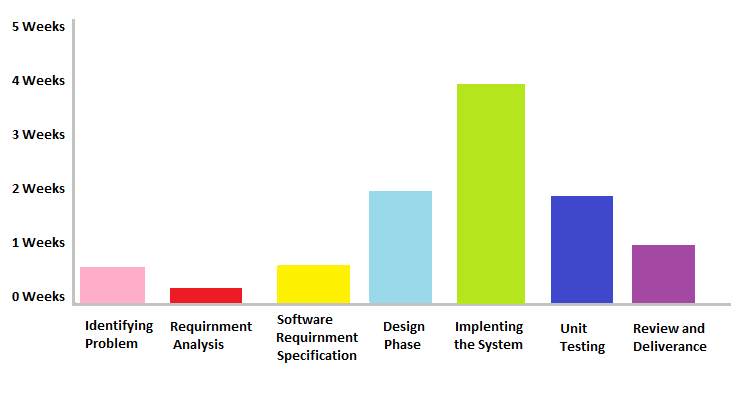 5 Weeks
4 Weeks
3 Weeks
2 Weeks
1 Weeks
0 Weeks
Identifying
Problem
Requirnment
Analysis
Software
Requirnment
Specification
Design
Phase
Implenting
the System
Unit
Testing
Review and
Deliverance